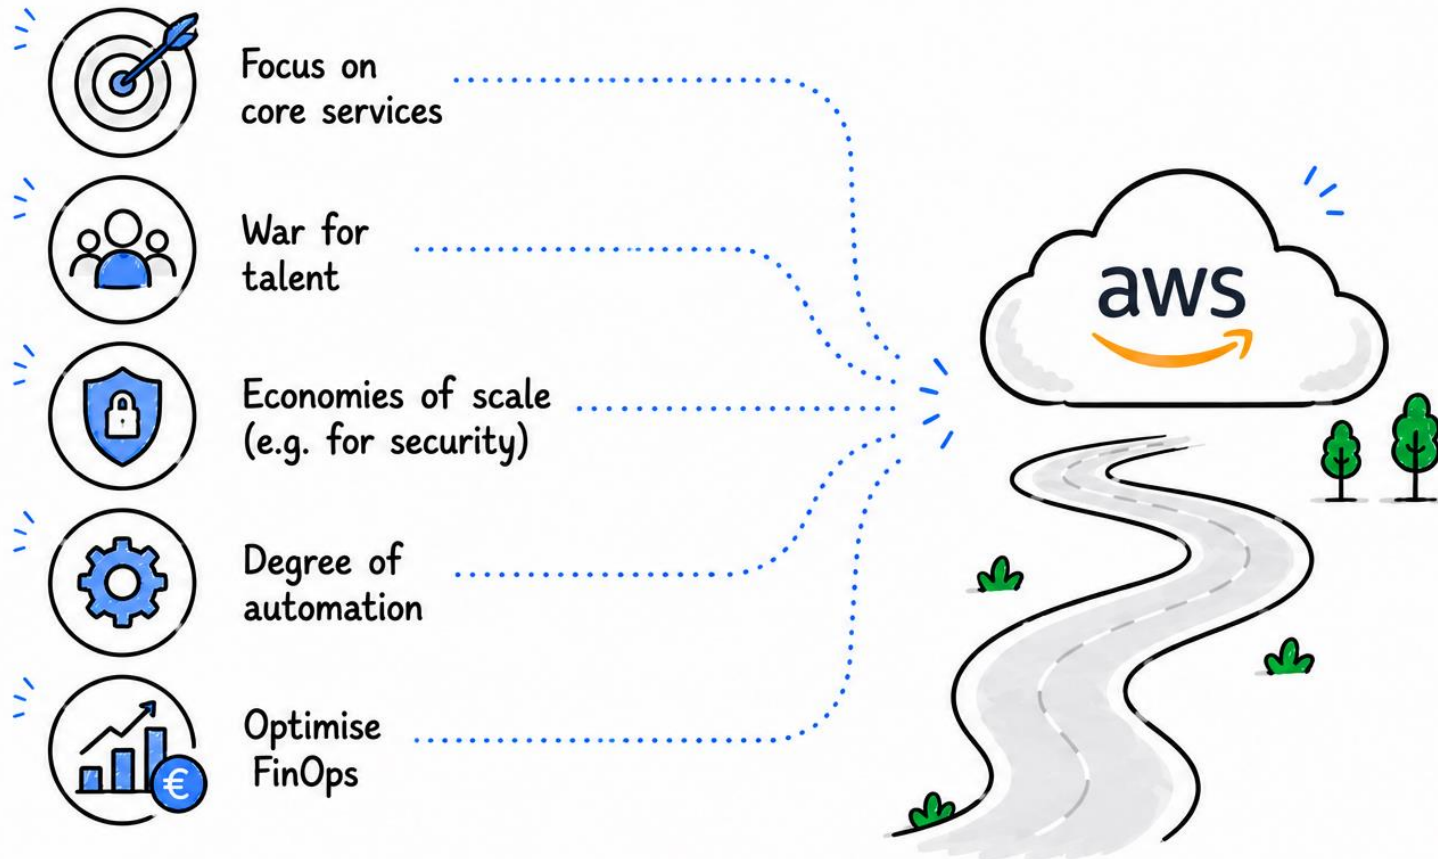 Focus on
core services
War for
talent
Economies of scale
(e.g. for security)
Degree of
automation
Optimise
FinOps
€
aws